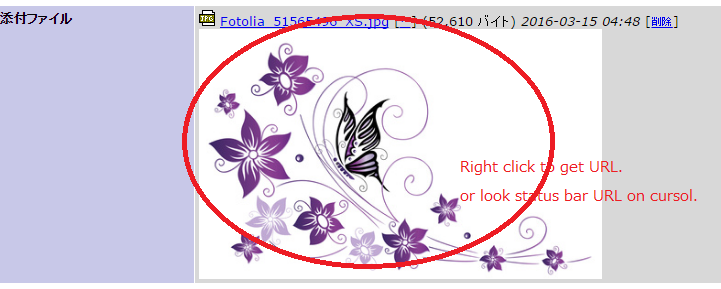 添付ファイル
Fotolia_51565496_XS.jpg [^] (52,610 バイト) 2016-03-15 04:48 [削除]
Right click to get URL.
or look status bar URL on cursol.